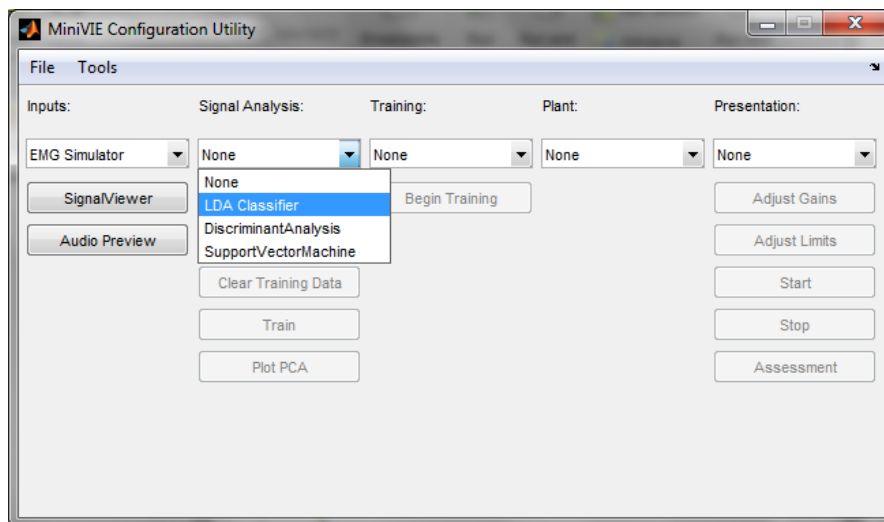 MiniVIE Configuration Utility
File Tools
Inputs: Signal Analysis: Training: Plant: Presentation:
EMG Simulator None None None None
None
LDA Classifier
DiscriminantAnalysis
SupportVectorMachine
SignalViewer Begin Training Adjust Gains
Audio Preview Adjust Limits
Clear Training Data Start
Train Stop
Plot PCA Assessment